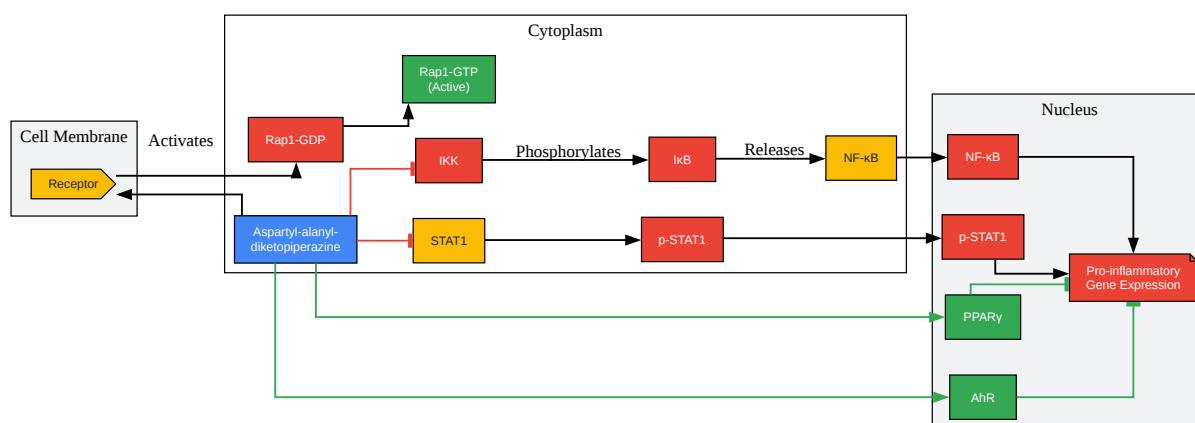 Cytoplasm
Rap1-GTP
(Active)
Nucleus
Cell Membrane
Activates
Rap1-GDP
IKK
Phosphorylates
IκB
Releases
NF-κB
NF-κB
Receptor
Aspartyl-alanyl-
diketopiperazine
STAT1
p-STAT1
p-STAT1
Pro-inflammatory
Gene Expression
PPARγ
AhR